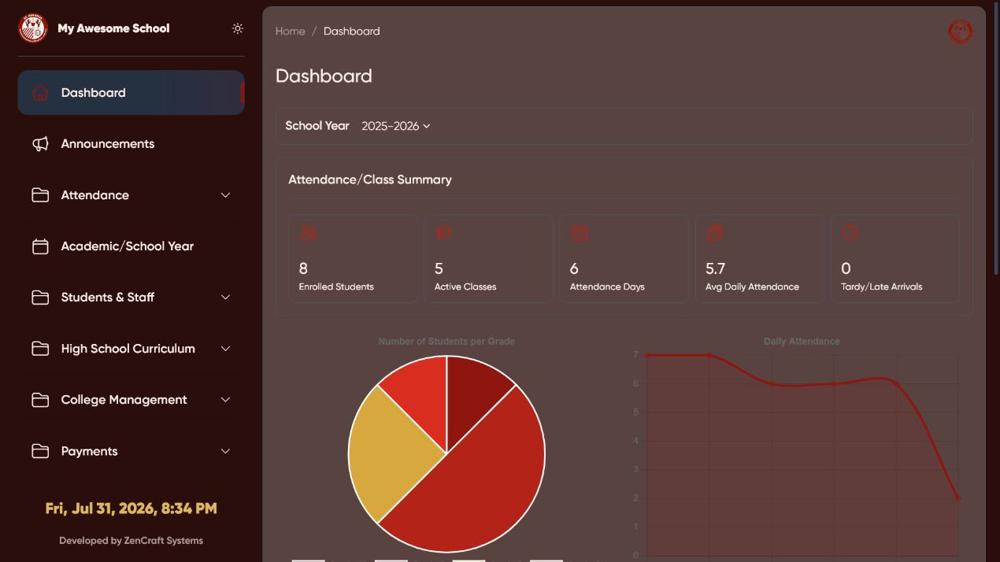 My Awesome School
Dashboard
Announcements
Attendance
Academic/School Year
Students & Staff
High School Curriculum
College Management
Payments
Fri, Jul 31, 2026, 8:34 PM
Developed by ZenCraft Systems
Home / Dashboard
Dashboard
School Year 2025-2026
Attendance/Class Summary
8
Enrolled Students
5
Active Classes
6
Attendance Days
5.7
Avg Daily Attendance
0
Tardy/Late Arrivals
Number of Students per Grade
Daily Attendance
7
6
5
4
3
2
1
0